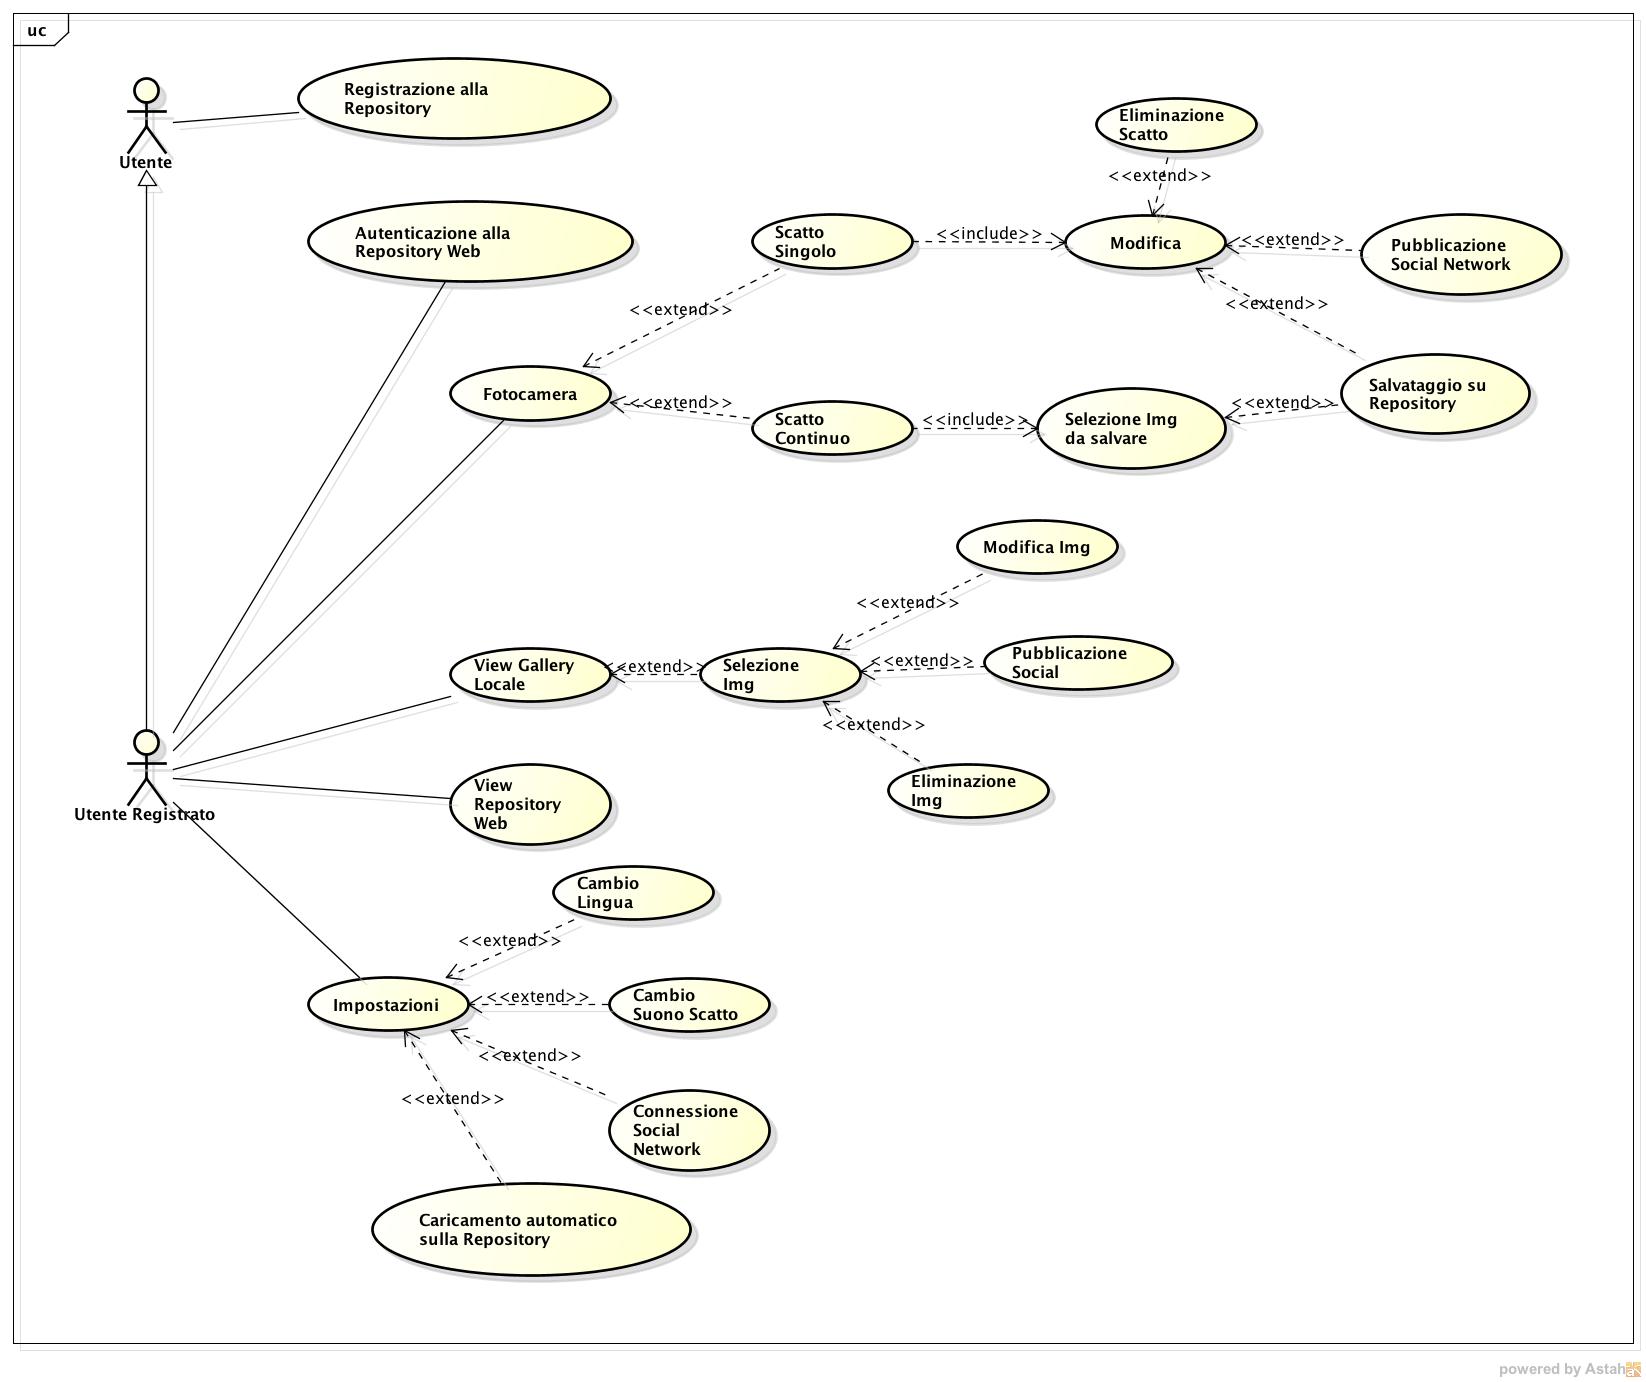 uc
Registrazione alla
Repository
Utente
Eliminazione
Scatto
<<extend>>
Autenticazione alla
Repository Web
Scatto
Singolo
<<include>>
Modifica
<<extend>>
Pubblicazione
Social Network
<<extend>>
<<extend>>
Fotocamera
<<extend>>
Scatto
Continuo
<<include>>
Selezione Img
da salvare
<<extend>>
Salvataggio su
Repository
Modifica Img
<<extend>>
View Gallery
Locale
<<extend>>
Selezione
Img
<<extend>>
Pubblicazione
Social
<<extend>>
Eliminazione
Img
View
Repository
Web
Utente Registrato
Cambio
Lingua
<<extend>>
Impostazioni
<<extend>>
Cambio
Suono Scatto
<<extend>>
<<extend>>
Connessione
Social
Network
Caricamento automatico
sulla Repository
powered by Astah